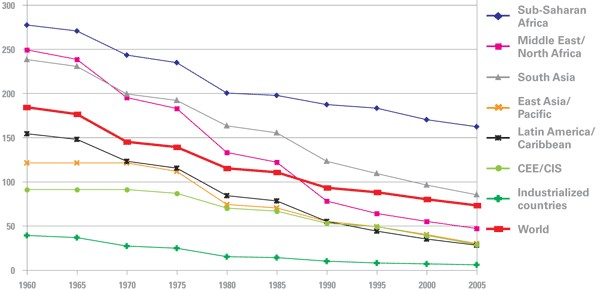 300
250
200
150
100
50
0
1960 1965 1970 1975 1980 1985 1990 1995 2000 2005
Sub-Saharan
Africa
Middle East/
North Africa
South Asia
East Asia/
Pacific
Latin America/
Caribbean
CEE/CIS
Industrialized
countries
World